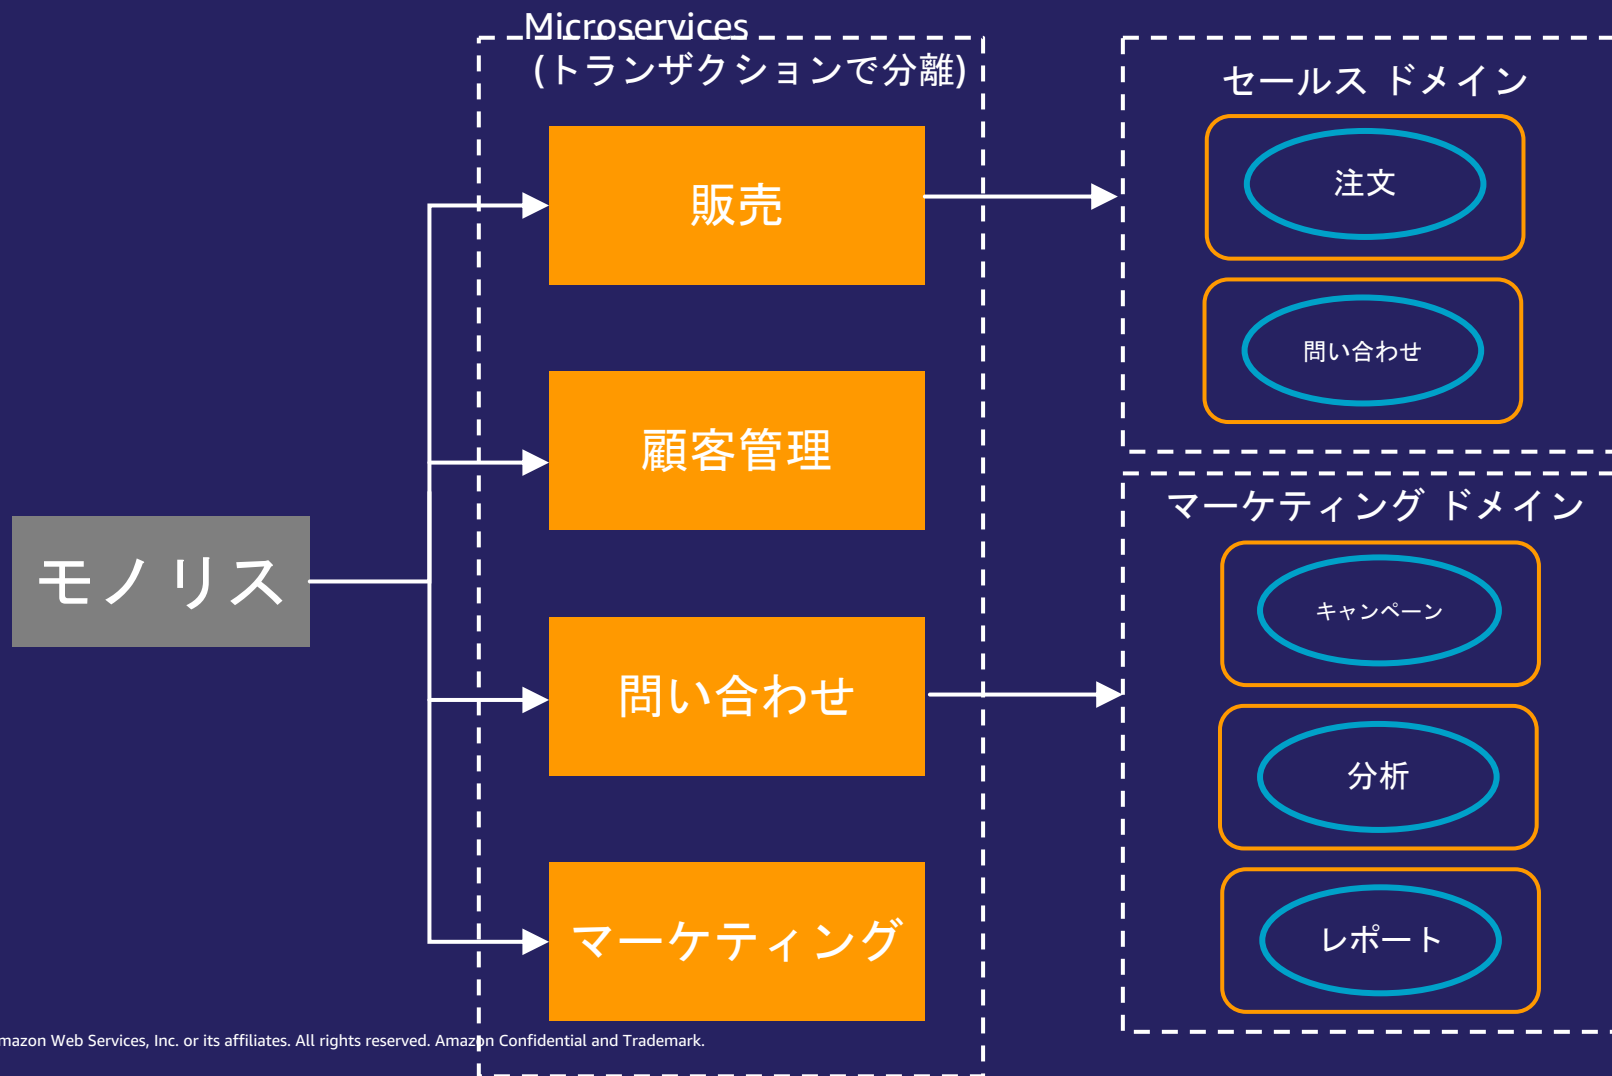 Microservices
(トランザクションで分離)
モノリス
販売
顧客管理
問い合わせ
マーケティング
セールス ドメイン
注文
問い合わせ
マーケティング ドメイン
キャンペーン
分析
レポート
mazon Web Services, Inc. or its affiliates. All rights reserved. Amazon Confidential and Trademark.